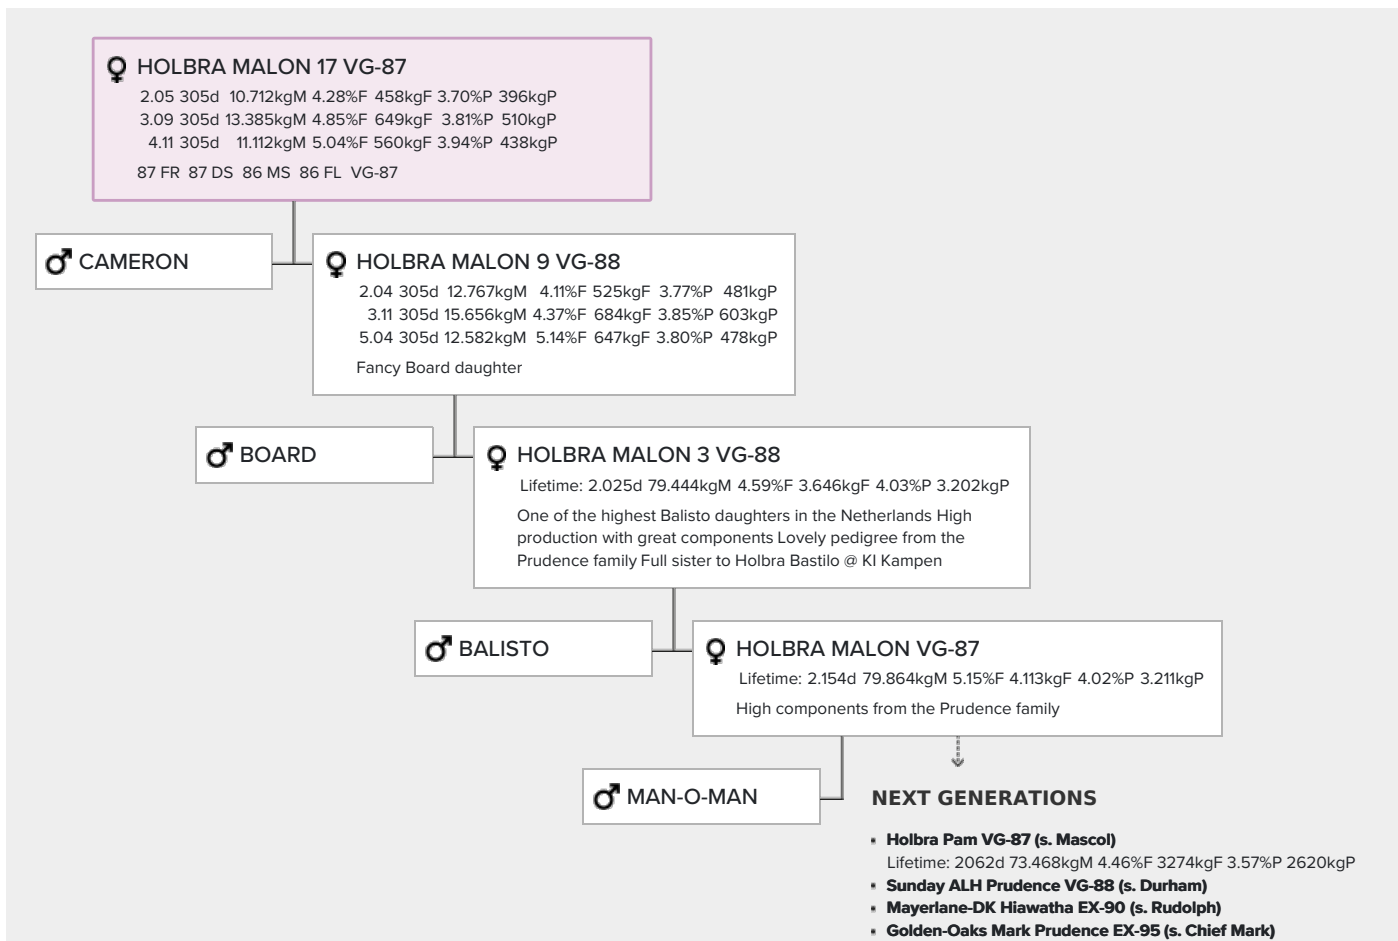 HOLBRA MALON 17 VG-87
2.05 305d 10.712kgM 4.28%F 458kgF 3.70%P 396kgP
3.09 305d 13.385kgM 4.85%F 649kgF 3.81%P 510kgP
4.11 305d 11.112kgM 5.04%F 560kgF 3.94%P 438kgP
87 FR 87 DS 86 MS 86 FL VG-87
CAMERON
HOLBRA MALON 9 VG-88
2.04 305d 12.767kgM 4.11%F 525kgF 3.77%P 481kgP
3.11 305d 15.656kgM 4.37%F 684kgF 3.85%P 603kgP
5.04 305d 12.582kgM 5.14%F 647kgF 3.80%P 478kgP
Fancy Board daughter
BOARD
HOLBRA MALON 3 VG-88
Lifetime: 2.025d 79.444kgM 4.59%F 3.646kgF 4.03%P 3.202kgP
One of the highest Balisto daughters in the Netherlands High
production with great components Lovely pedigree from the
Prudence family Full sister to Holbra Bastilo @ KI Kampen
BALISTO
HOLBRA MALON VG-87
Lifetime: 2.154d 79.864kgM 5.15%F 4.113kgF 4.02%P 3.211kgP
High components from the Prudence family
MAN-O-MAN
NEXT GENERATIONS
▪ Holbra Pam VG-87 (s. Mascol)
Lifetime: 2062d 73.468kgM 4.46%F 3274kgF 3.57%P 2620kgP
▪ Sunday ALH Prudence VG-88 (s. Durham)
▪ Mayerlane-DK Hiawatha EX-90 (s. Rudolph)
▪ Golden-Oaks Mark Prudence EX-95 (s. Chief Mark)